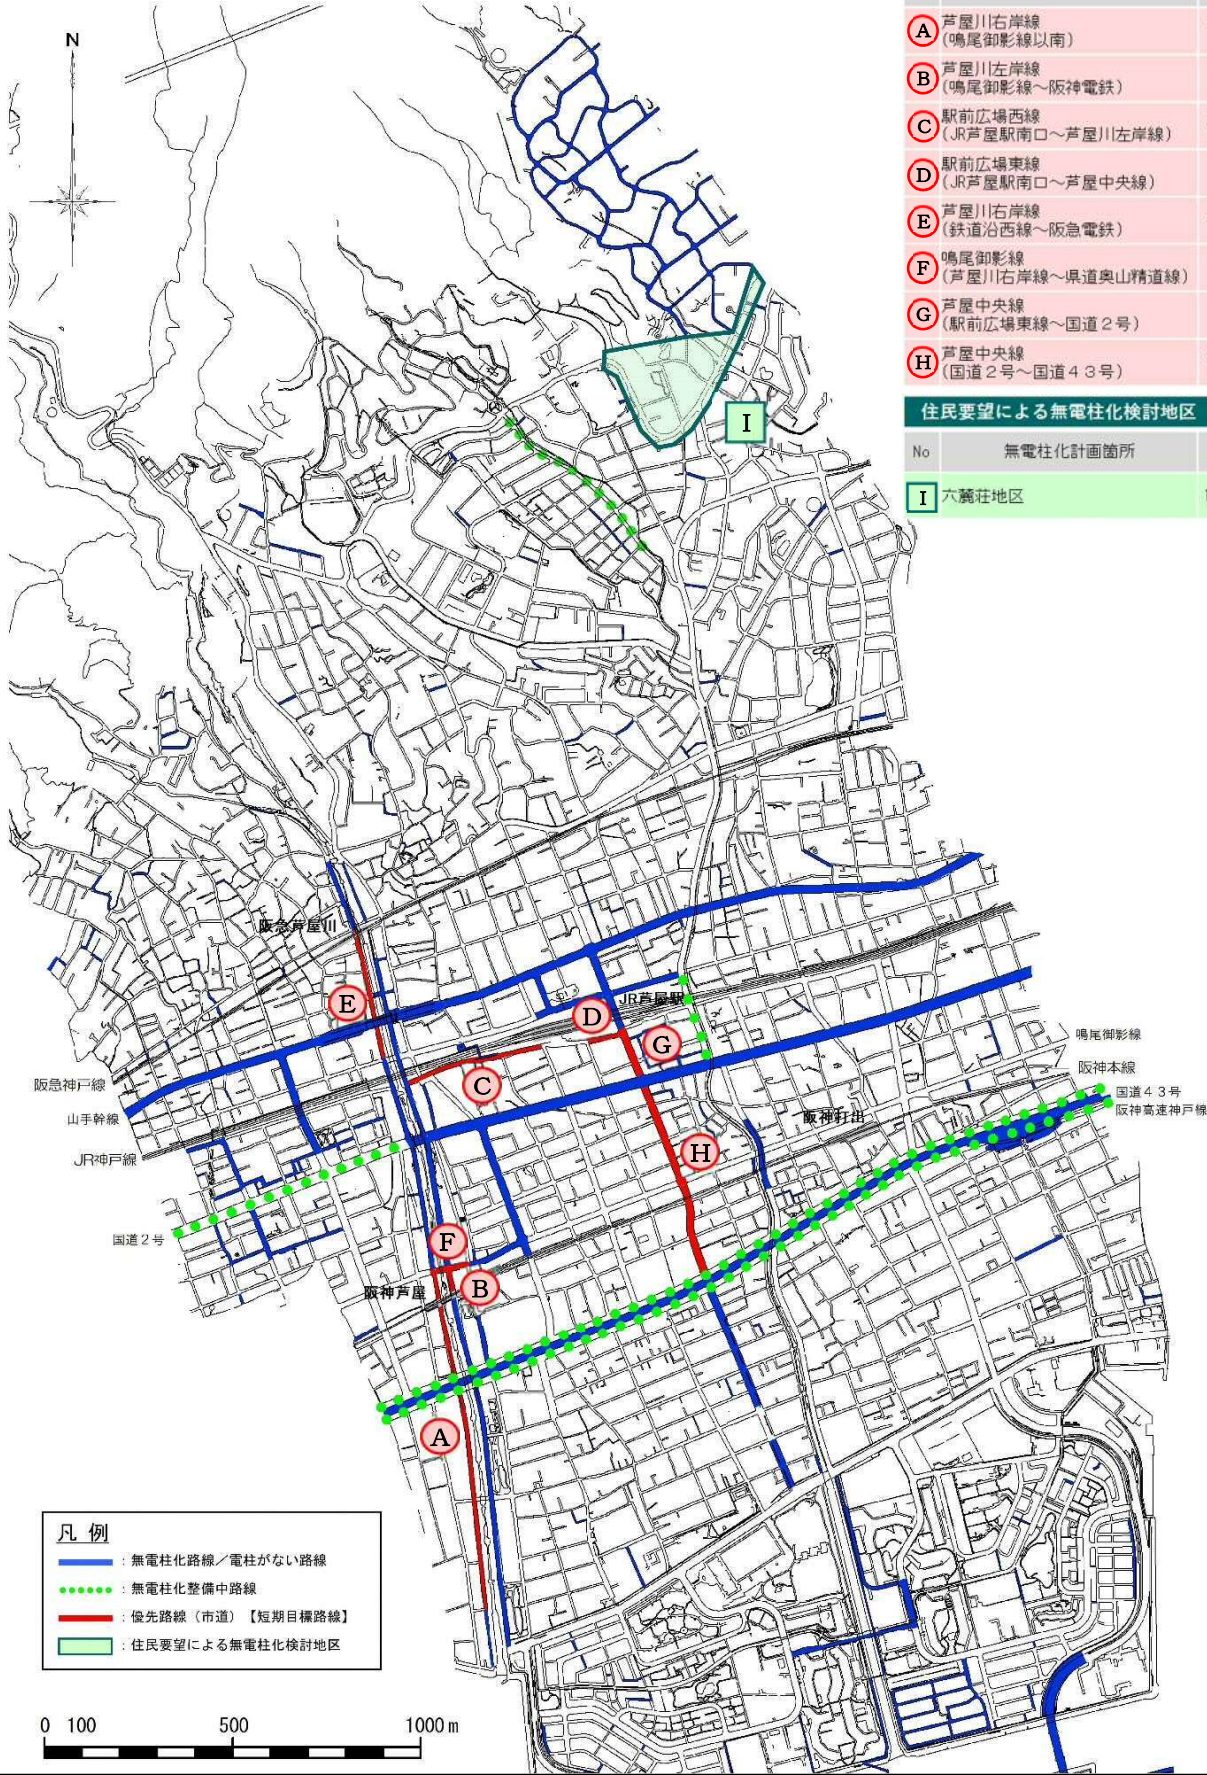 N
A 芦屋川右岸線
(鳴尾御影線以南)
B 芦屋川左岸線
(鳴尾御影線～阪神電鉄)
C 駅前広場西線
(JR芦屋駅南口～芦屋川左岸線)
D 駅前広場東線
(JR芦屋駅南口～芦屋中央線)
E 芦屋川右岸線
(鉄道沿西線～阪急電鉄)
F 鳴尾御影線
(芦屋川右岸線～県道奥山精道線)
G 芦屋中央線
(駅前広場東線～国道２号)
H 芦屋中央線
(国道２号～国道４３号)
住民要望による無電柱化検討地区
No 無電柱化計画箇所
I 六麓荘地区
I
阪急芦屋川
E
JR芦屋駅
D
G
C
鳴尾御影線
阪神本線
阪急神戸線
国道４３号
山手幹線
阪神高速神戸線
阪神打出
JR神戸線
H
国道２号
F
B
阪神芦屋
A
凡 例
：無電柱化路線／電柱がない路線
：無電柱化整備中路線
：優先路線（市道）【短期目標路線】
：住民要望による無電柱化検討地区
0 100 500 1000m